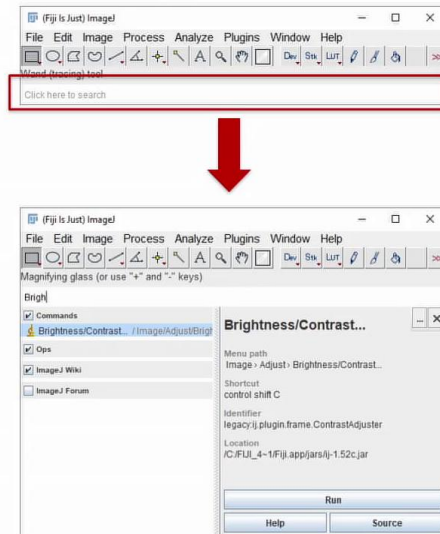 (Fiji Is Just) ImageJ
File Edit Image Process Analyze Plugins Window Help
A Dev Stk LUT >>
Wand (tracing) tool
Click here to search
(Fiji Is Just) ImageJ
File Edit Image Process Analyze Plugins Window Help
A Dev Stk LUT >>
Magnifying glass (or use "+" and "-" keys)
Brigh
Commands
Brightness/Contrast... / Image/Adjust/Brigh
Ops
ImageJ Wiki
ImageJ Forum
Brightness/Contrast...
Menu path
Image › Adjust › Brightness/Contrast...
Shortcut
control shift C
Identifier
legacy:ij.plugin.frame.ContrastAdjuster
Location
/C:/FIJI_4~1/Fiji.app/jars/ij-1.52c.jar
Run
Help Source